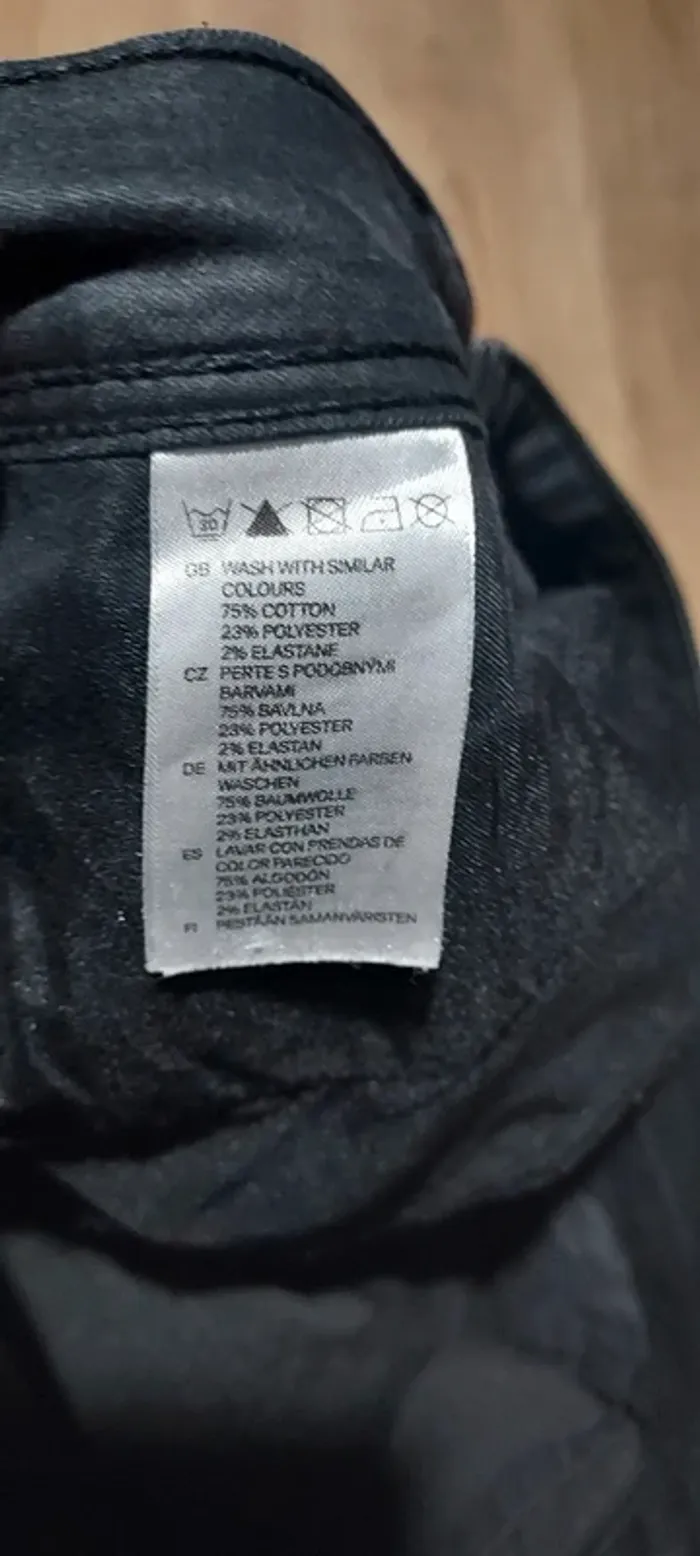 30
GB WASH WITH SIMILAR
COLOURS
75% COTTON
23% POLYESTER
2% ELASTANE
CZ PERTE S PODOBNÝMI
BARVAMI
75% BAVLNA
23% POLYESTER
2% ELASTAN
DE MIT ÄHNLICHEN FARBEN
WASCHEN
75% BAUMWOLLE
23% POLYESTER
2% ELASTHAN
ES LAVAR CON PRENDAS DE
COLOR PARECIDO
75% ALGODÓN
23% POLIÉSTER
2% ELASTÁN
FI PESTÄÄN SAMANVÄRISTEN